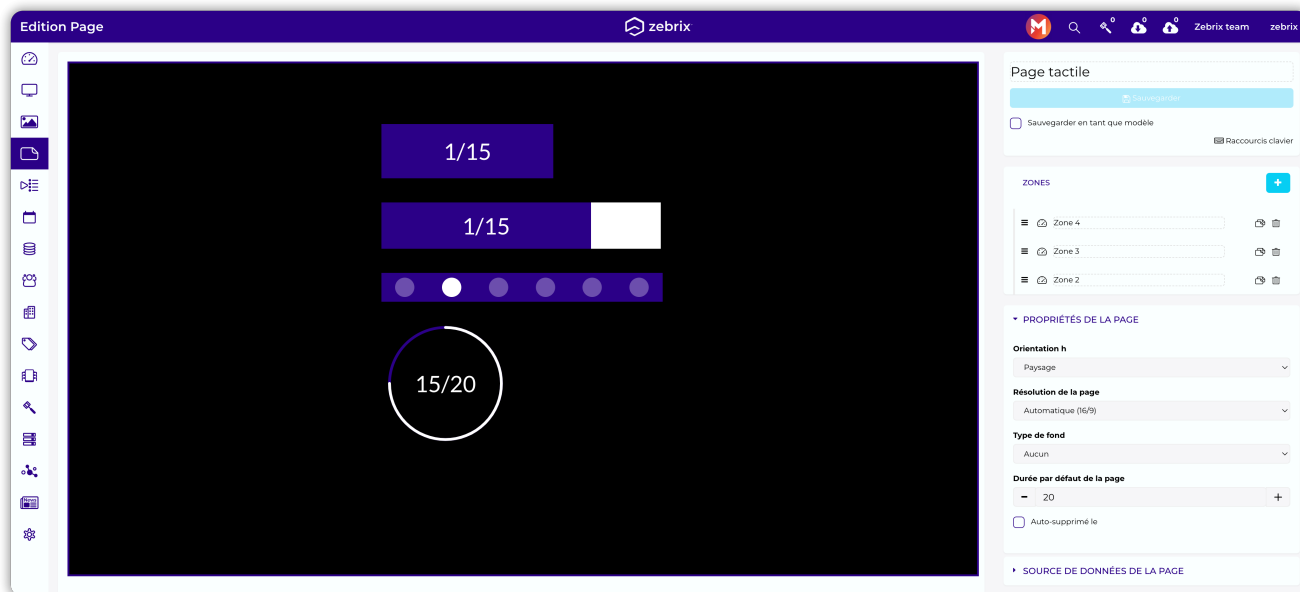 Edition Page
zebrix
0
0
0
Zebrix team
zebrix
1/15
1/15
15/20
Page tactile
Sauvegarder
Sauvegarder en tant que modèle
Raccourcis clavier
ZONES
+
Zone 4
Zone 3
Zone 2
PROPRIÉTÉS DE LA PAGE
Orientation h
Paysage
Résolution de la page
Automatique (16/9)
Type de fond
Aucun
Durée par défaut de la page
- 20 +
Auto-supprimé le
SOURCE DE DONNÉES DE LA PAGE